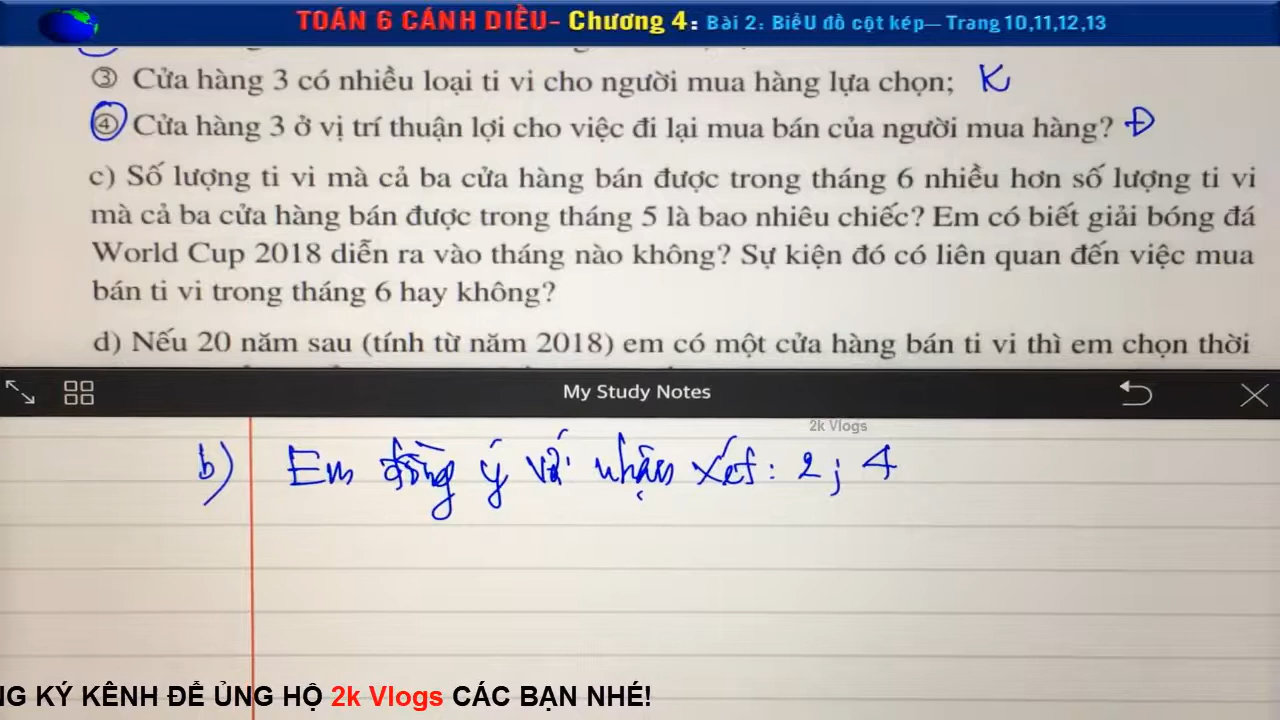 TOÁN 6 CÁNH DIỀU- Chương 4: Bài 2: BiểU đồ cột kép— Trang 10,11,12,13
③ Cửa hàng 3 có nhiều loại ti vi cho người mua hàng lựa chọn; K
④ Cửa hàng 3 ở vị trí thuận lợi cho việc đi lại mua bán của người mua hàng? Đ
c) Số lượng ti vi mà cả ba cửa hàng bán được trong tháng 6 nhiều hơn số lượng ti vi
mà cả ba cửa hàng bán được trong tháng 5 là bao nhiêu chiếc? Em có biết giải bóng đá
World Cup 2018 diễn ra vào tháng nào không? Sự kiện đó có liên quan đến việc mua
bán ti vi trong tháng 6 hay không?
d) Nếu 20 năm sau (tính từ năm 2018) em có một cửa hàng bán ti vi thì em chọn thời
My Study Notes
2k Vlogs
b) Em đồng ý với nhận xét: 2; 4
NG KÝ KÊNH ĐỂ ỦNG HỘ 2k Vlogs CÁC BẠN NHÉ!